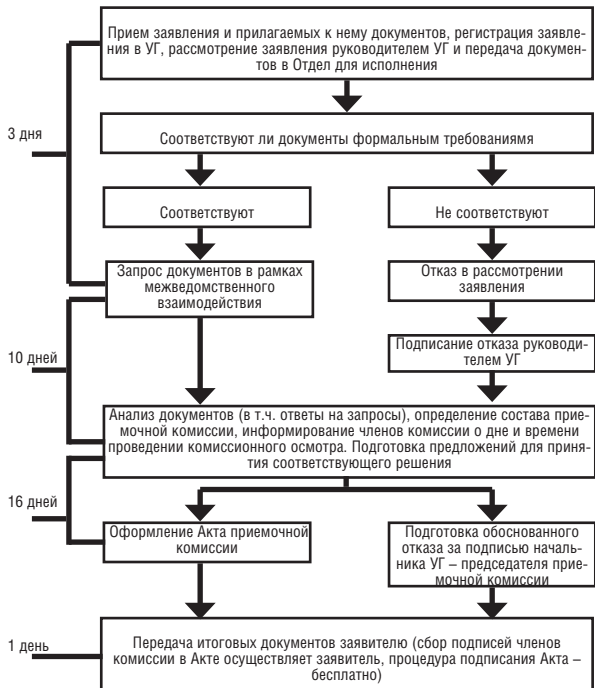 Прием заявления и прилагаемых к нему документов, регистрация заявле-
ния в УГ, рассмотрение заявления руководителем УГ и передача докумен-
тов в Отдел для исполнения
3 дня
Соответствуют ли документы формальным требованиямя
Соответствуют
Не соответствуют
Запрос документов в рамках
межведомственного
взаимодействия
Отказ в рассмотрении
заявления
10 дней
Подписание отказа руководи-
телем УГ
Анализ документов (в т.ч. ответы на запросы), определение состава прие-
мочной комиссии, информирование членов комиссии о дне и времени
проведении комиссионного осмотра. Подготовка предложений для приня-
тия соответствующего решения
16 дней
Оформление Акта приемочной
комиссии
Подготовка обоснованного
отказа за подписью началь-
ника УГ – председателя прие-
мочной комиссии
1 день
Передача итоговых документов заявителю (сбор подписей членов
комиссии в Акте осуществляет заявитель, процедура подписания Акта –
бесплатно)